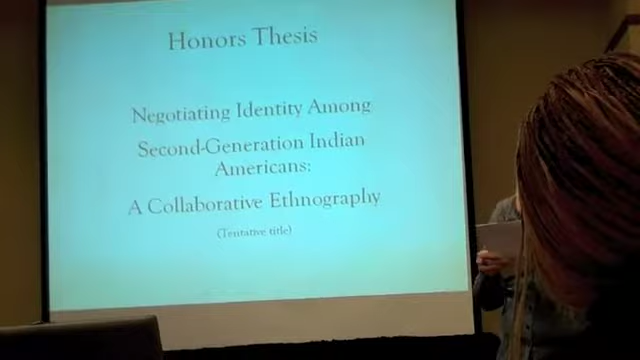 Honors Thesis
Negotiating Identity Among
Second-Generation Indian
Americans:
A Collaborative Ethnography
(Tentative title)